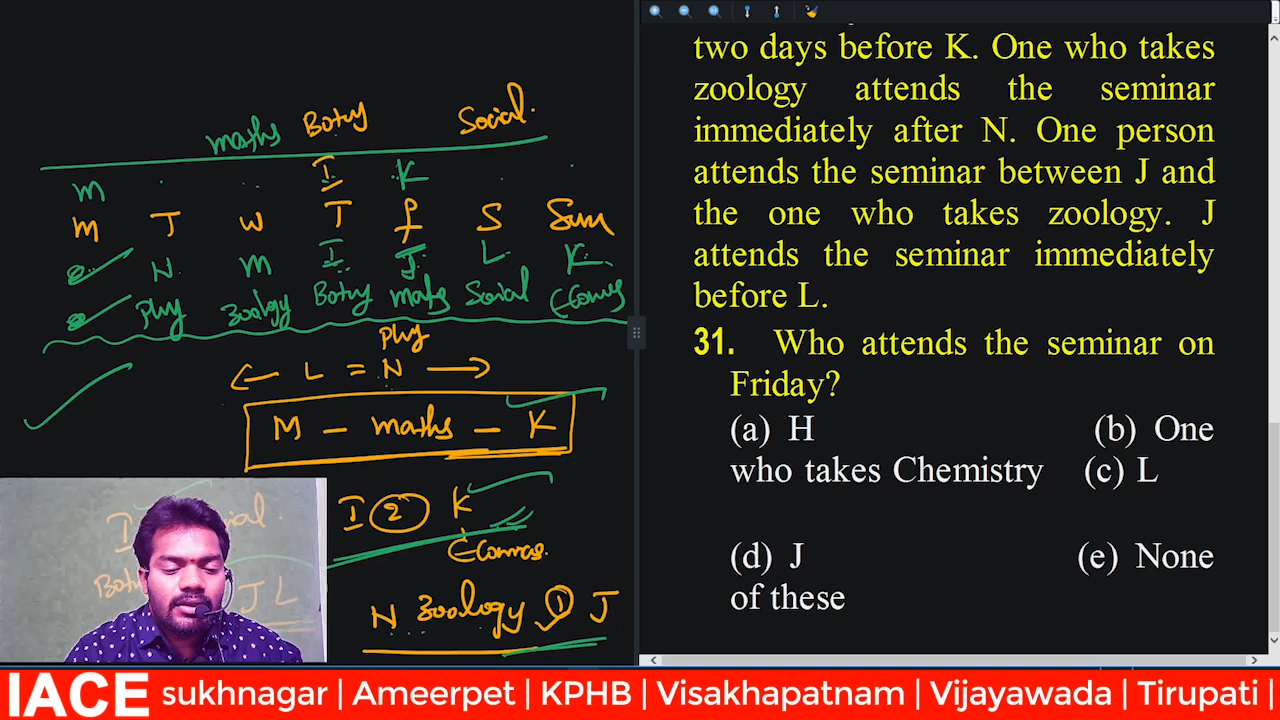 maths Botny Social.
M I K
M T W T F S Sun
N M I J L K
Phy Zoology Botny maths Social
Phy
L = N
M – maths – K
I ② K
N Zoology ① J
J L
two days before K. One who takes
zoology attends the seminar
immediately after N. One person
attends the seminar between J and
the one who takes zoology. J
attends the seminar immediately
before L.
31. Who attends the seminar on
Friday?
(a) H (b) One
who takes Chemistry (c) L
(d) J (e) None
of these
IACE sukhnagar | Ameerpet | KPHB | Visakhapatnam | Vijayawada | Tirupati |